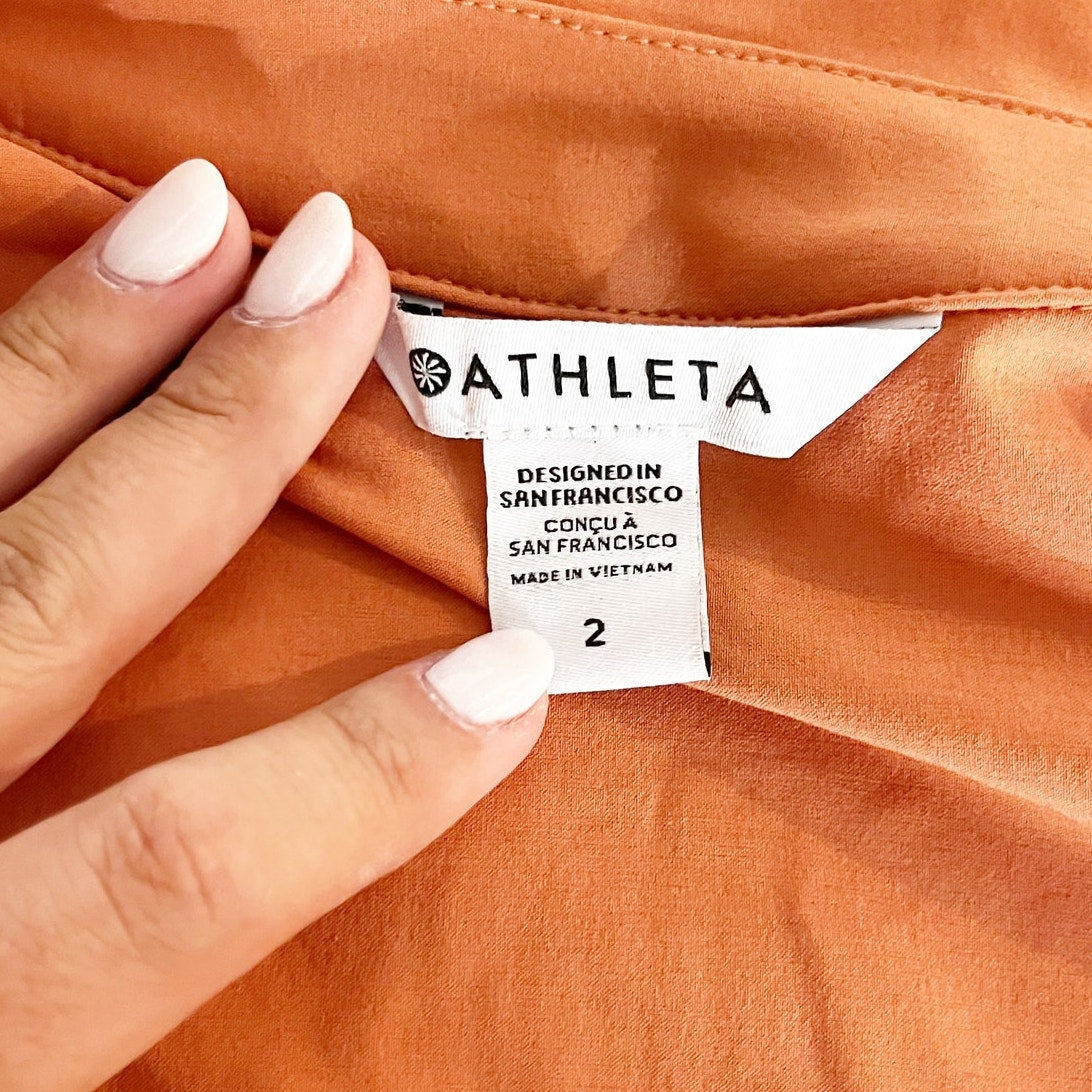 ATHLETA
DESIGNED IN
SAN FRANCISCO
CONÇU À
SAN FRANCISCO
MADE IN VIETNAM
2